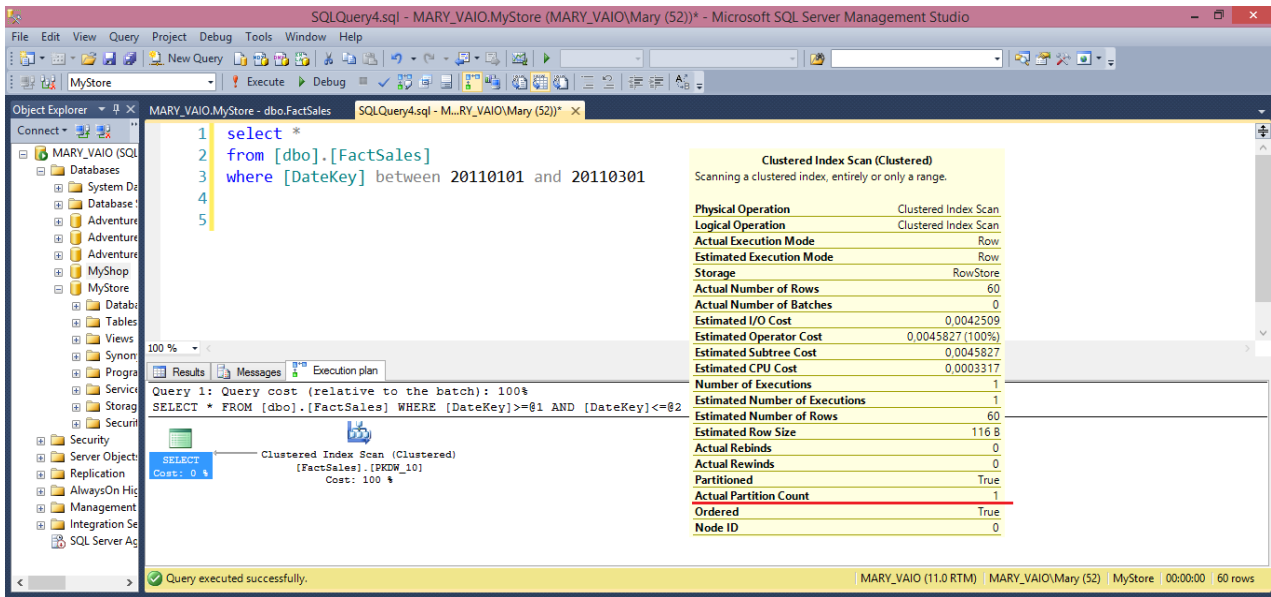 SQLQuery4.sql - MARY_VAIO.MyStore (MARY_VAIO\Mary (52))* - Microsoft SQL Server Management Studio
File Edit View Query Project Debug Tools Window Help
New Query
MyStore
Execute
Debug
Object Explorer
MARY_VAIO.MyStore - dbo.FactSales
SQLQuery4.sql - M...RY_VAIO\Mary (52))*
Connect
MARY_VAIO (SQL
Databases
System Da
Database S
Adventure
Adventure
Adventure
MyShop
MyStore
Databa
Tables
Views
Synony
Progra
Service
Storag
Securit
Security
Server Objects
Replication
AlwaysOn Hig
Management
Integration Se
SQL Server Ag
1 select *
2 from [dbo].[FactSales]
3 where [DateKey] between 20110101 and 20110301
4
5
100 %
Results
Messages
Execution plan
Query 1: Query cost (relative to the batch): 100%
SELECT * FROM [dbo].[FactSales] WHERE [DateKey]>=@1 AND [DateKey]<=@2
SELECT
Cost: 0 %
Clustered Index Scan (Clustered)
[FactSales].[PKDW_10]
Cost: 100 %
Clustered Index Scan (Clustered)
Scanning a clustered index, entirely or only a range.
Physical Operation Clustered Index Scan
Logical Operation Clustered Index Scan
Actual Execution Mode Row
Estimated Execution Mode Row
Storage RowStore
Actual Number of Rows 60
Actual Number of Batches 0
Estimated I/O Cost 0,0042509
Estimated Operator Cost 0,0045827 (100%)
Estimated Subtree Cost 0,0045827
Estimated CPU Cost 0,0003317
Number of Executions 1
Estimated Number of Executions 1
Estimated Number of Rows 60
Estimated Row Size 116 B
Actual Rebinds 0
Actual Rewinds 0
Partitioned True
Actual Partition Count 1
Ordered True
Node ID 0
Query executed successfully.
MARY_VAIO (11.0 RTM)
MARY_VAIO\Mary (52)
MyStore
00:00:00
60 rows